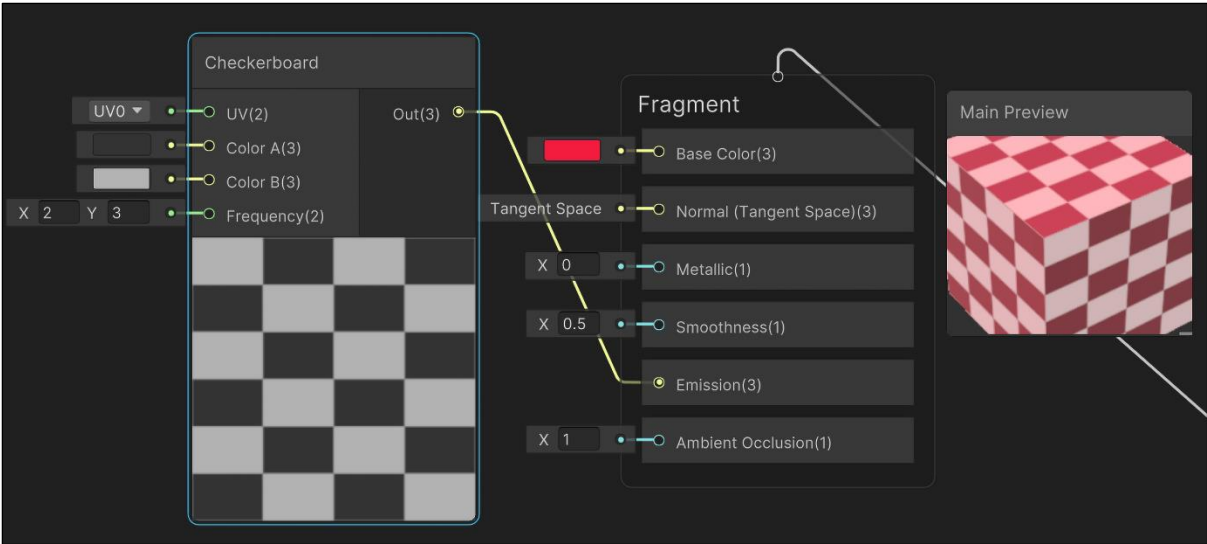 Checkerboard
UV0
UV(2)
Out(3)
Color A(3)
Color B(3)
X 2 Y 3
Frequency(2)
Fragment
Base Color(3)
Tangent Space
Normal (Tangent Space)(3)
X 0
Metallic(1)
X 0.5
Smoothness(1)
Emission(3)
X 1
Ambient Occlusion(1)
Main Preview